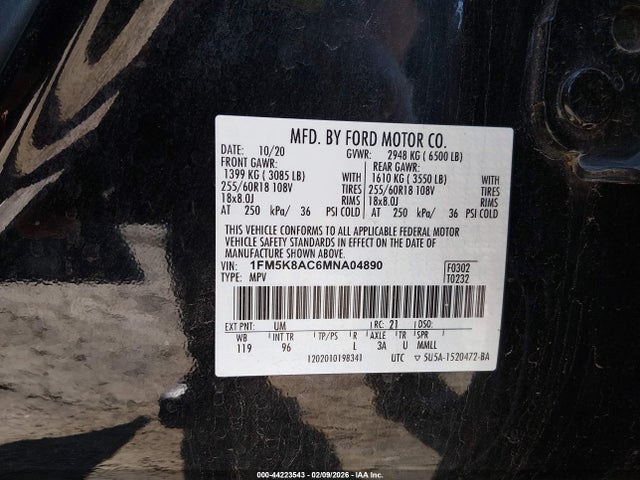 MFD. BY FORD MOTOR CO.
DATE: 10/20 GVWR: 2948 KG ( 6500 LB)
FRONT GAWR: REAR GAWR:
1399 KG ( 3085 LB) WITH 1610 KG ( 3550 LB) WITH
255/60R18 108V TIRES 255/60R18 108V TIRES
18x8.0J RIMS 18x8.0J RIMS
AT 250 kPa/ 36 PSI COLD AT 250 kPa/ 36 PSI COLD
THIS VEHICLE CONFORMS TO ALL APPLICABLE FEDERAL MOTOR
VEHICLE SAFETY STANDARDS IN EFFECT ON THE DATE OF
MANUFACTURE SHOWN ABOVE.
VIN: 1FM5K8AC6MNA04890 F0302
TYPE: MPV T0232
EXT PNT: UM RC: 21 DSO:
WB INT TR TP/PS R AXLE TR SPR
119 96 L 3A U MMLL
1202010198341 UTC ▽ 5U5A-1520472-BA
000-44223543 - 02/09/2026 - IAA Inc.